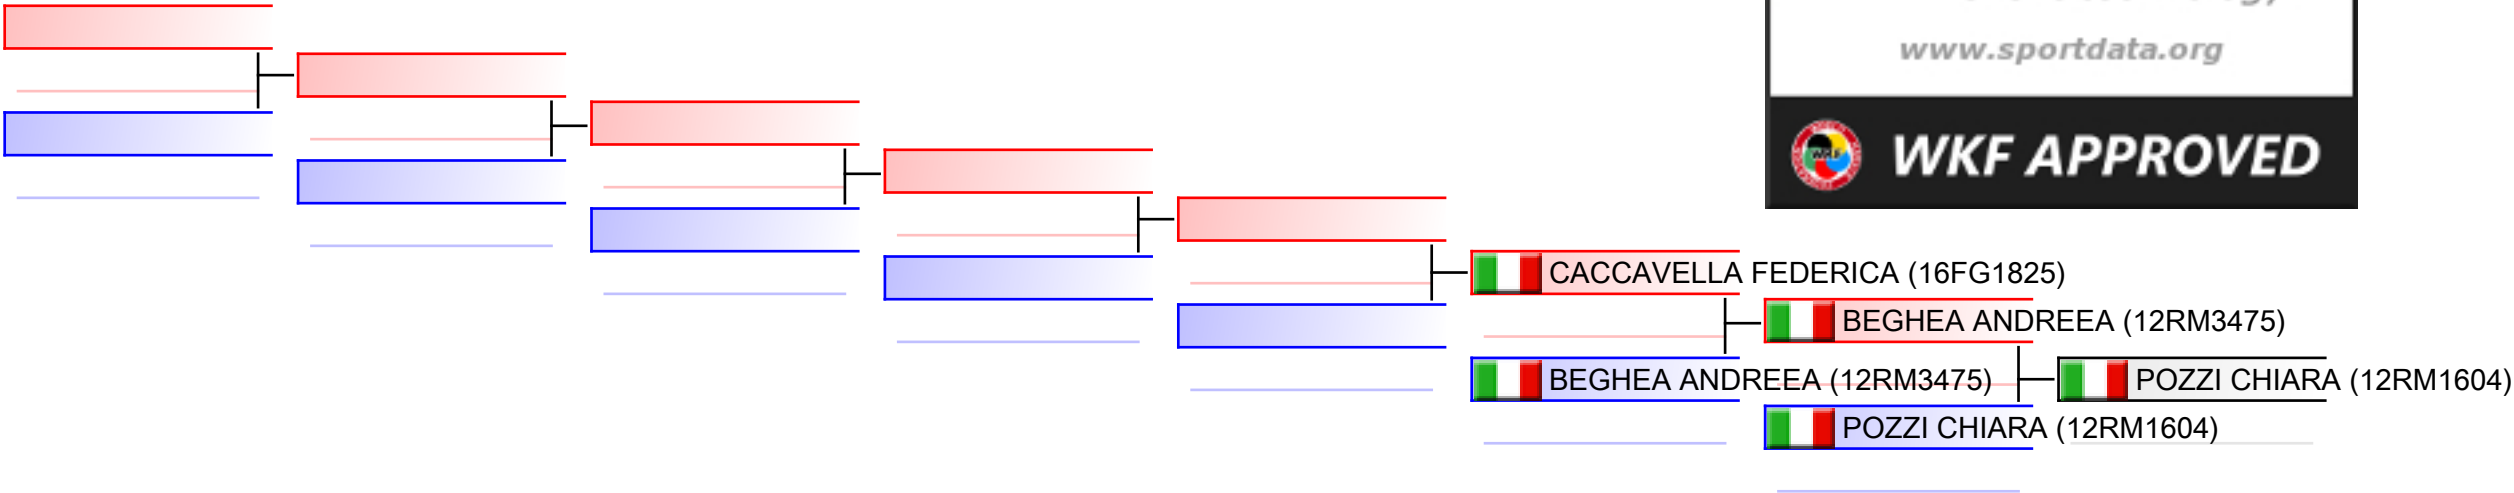 www.sportdata.org
WKF APPROVED
CACCAVELLA FEDERICA (16FG1825)
BEGHEA ANDREEA (12RM3475)
BEGHEA ANDREEA (12RM3475)
POZZI CHIARA (12RM1604)
POZZI CHIARA (12RM1604)